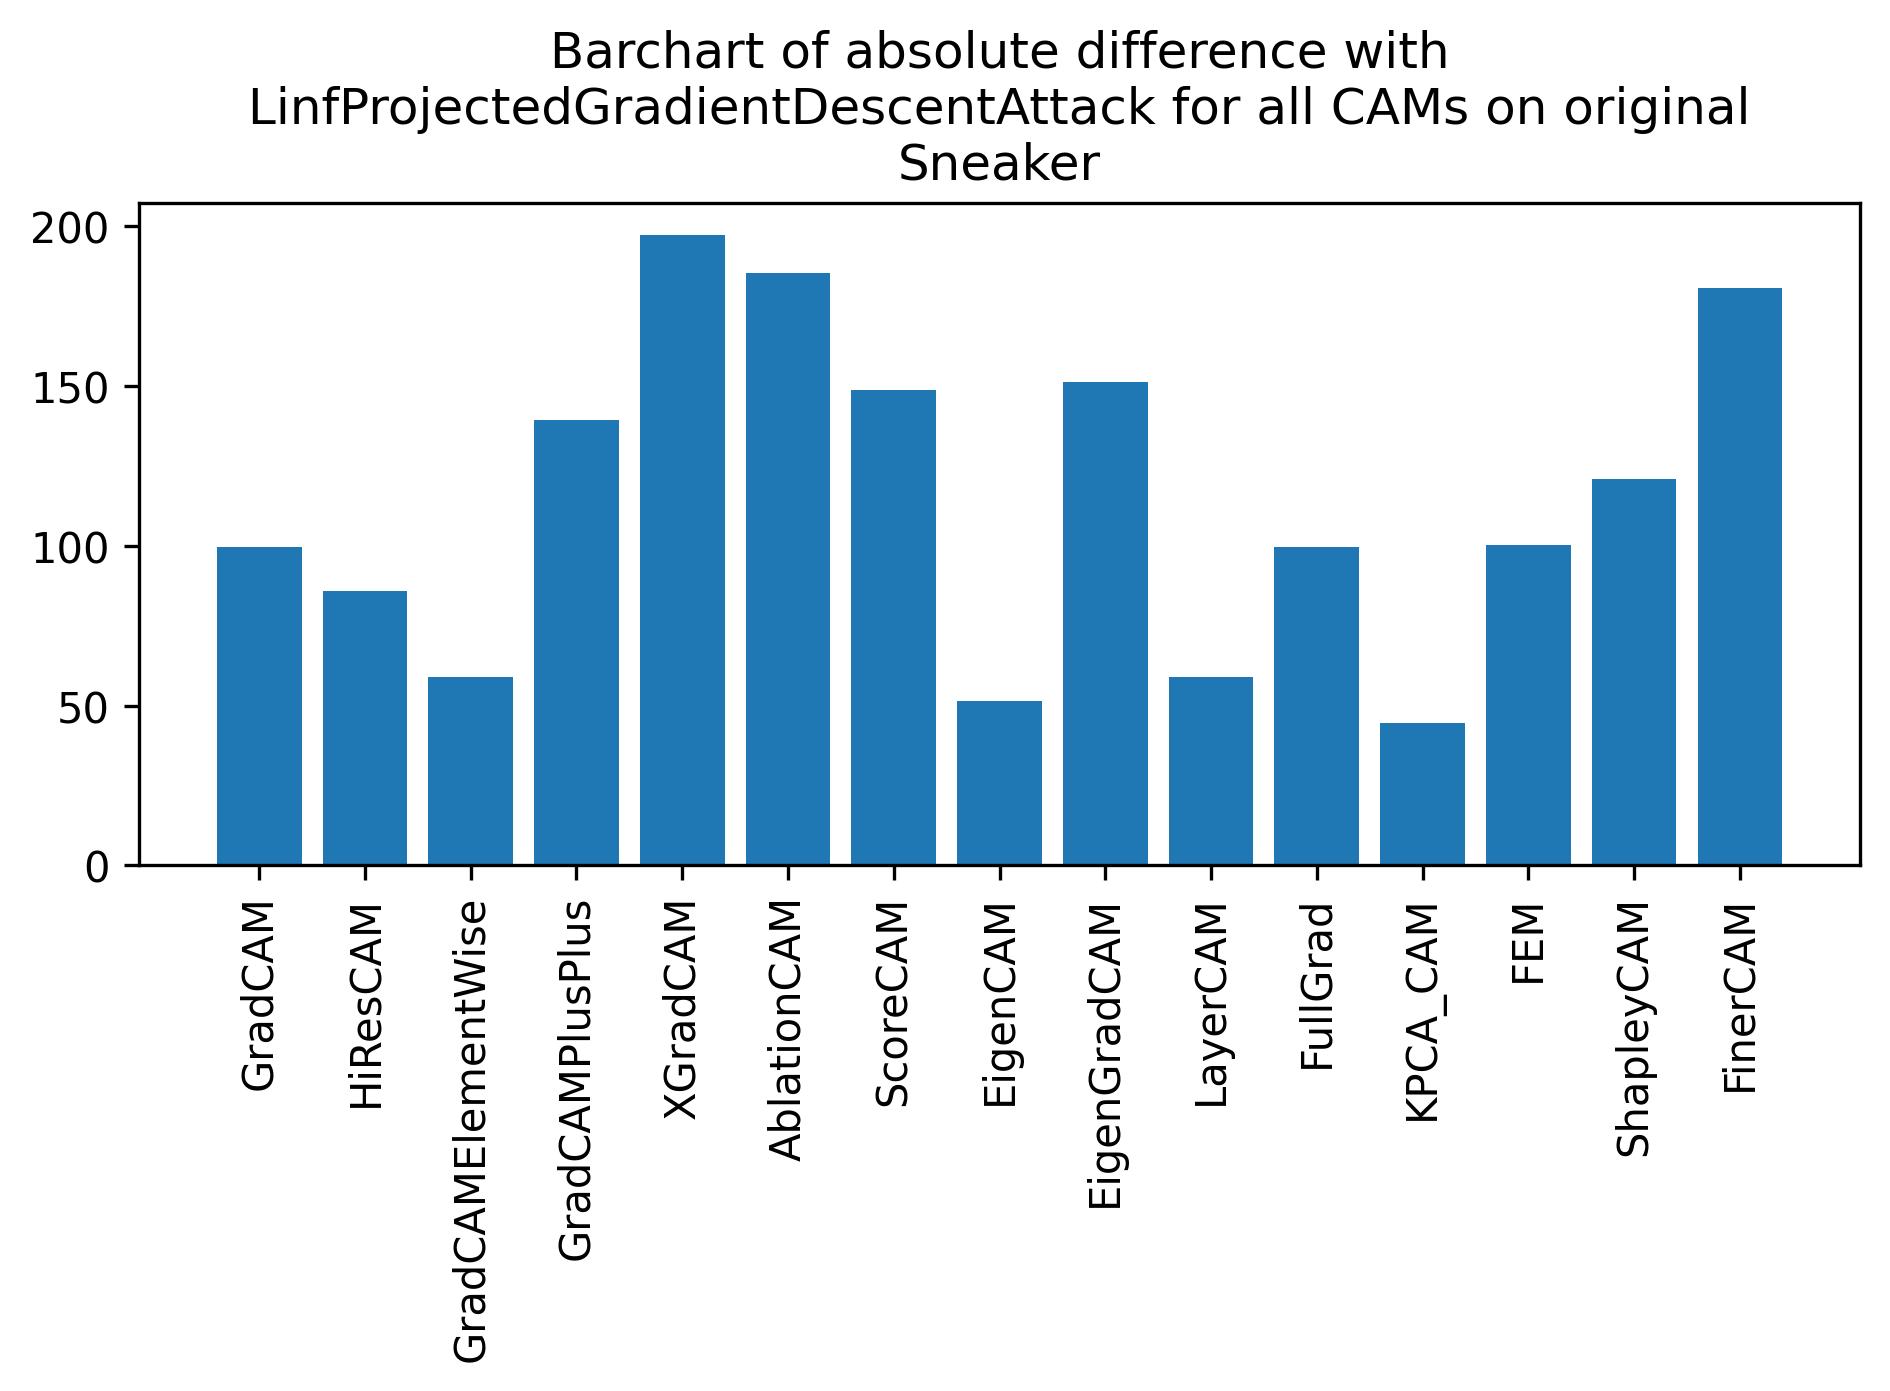 Barchart of absolute difference with
LinfProjectedGradientDescentAttack for all CAMs on original
Sneaker
200
150
100
50
0
GradCAM
HiResCAM
GradCAMElementWise
GradCAMPlusPlus
XGradCAM
AblationCAM
ScoreCAM
EigenCAM
EigenGradCAM
LayerCAM
FullGrad
KPCA_CAM
FEM
ShapleyCAM
FinerCAM